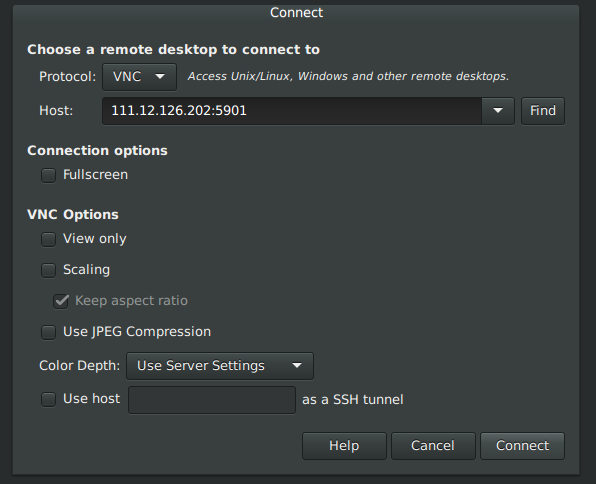 Connect
Choose a remote desktop to connect to
Protocol: VNC Access Unix/Linux, Windows and other remote desktops.
Host: 111.12.126.202:5901 Find
Connection options
Fullscreen
VNC Options
View only
Scaling
Keep aspect ratio
Use JPEG Compression
Color Depth: Use Server Settings
Use host as a SSH tunnel
Help Cancel Connect